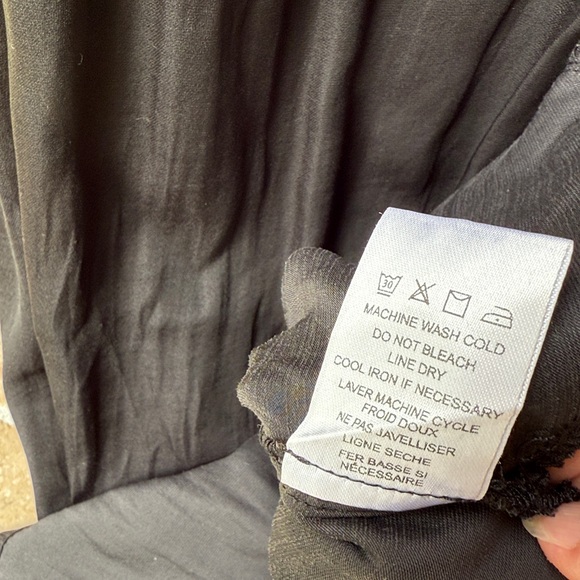 30
MACHINE WASH COLD
DO NOT BLEACH
LINE DRY
COOL IRON IF NECESSARY
LAVER MACHINE CYCLE
FROID DOUX
NE PAS JAVELLISER
LIGNE SECHE
FER BASSE SI
NÉCESSAIRE